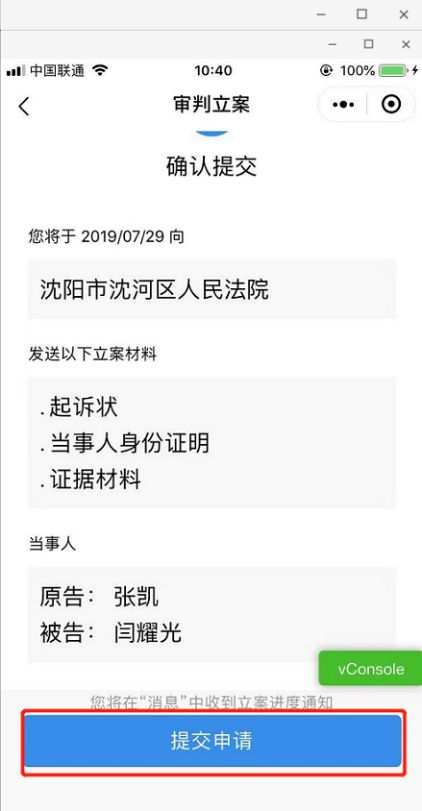 中国联通
10:40
100%
审判立案
确认提交
您将于 2019/07/29 向
沈阳市沈河区人民法院
发送以下立案材料
. 起诉状
. 当事人身份证明
. 证据材料
当事人
原告： 张凯
被告： 闫耀光
vConsole
您将在“消息”中收到立案进度通知
提交申请